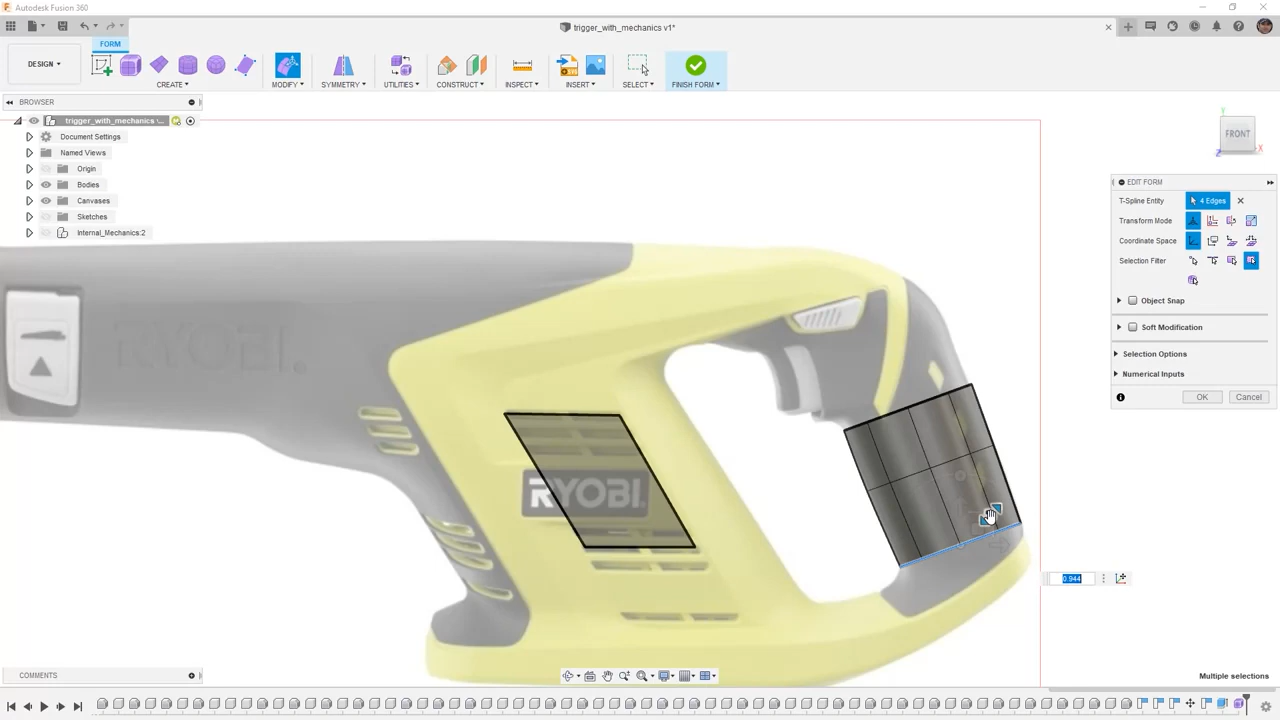 Autodesk Fusion 360
trigger_with_mechanics v1*
FORM
DESIGN
CREATE
MODIFY
SYMMETRY
UTILITIES
CONSTRUCT
INSPECT
INSERT
SELECT
FINISH FORM
BROWSER
trigger_with_mechanics v...
Document Settings
Named Views
Origin
Bodies
Canvases
Sketches
Internal_Mechanics:2
Y
FRONT
X
Z
EDIT FORM
T-Spline Entity
4 Edges
Transform Mode
Coordinate Space
Selection Filter
Object Snap
Soft Modification
Selection Options
Numerical Inputs
OK
Cancel
RYOBI.
RYOBI.
0.944
COMMENTS
Multiple selections